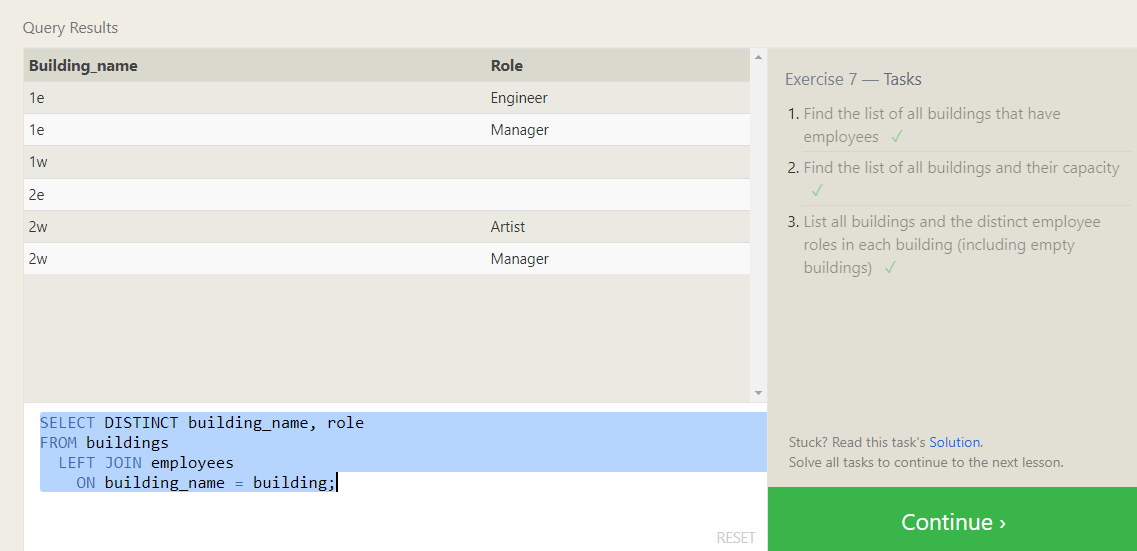 Query Results
Building_name Role
1e Engineer
1e Manager
1w
2e
2w Artist
2w Manager
SELECT DISTINCT building_name, role
FROM buildings
LEFT JOIN employees
ON building_name = building;
RESET
Exercise 7 — Tasks
1. Find the list of all buildings that have
employees ✓
2. Find the list of all buildings and their capacity
✓
3. List all buildings and the distinct employee
roles in each building (including empty
buildings) ✓
Stuck? Read this task's Solution.
Solve all tasks to continue to the next lesson.
Continue ›